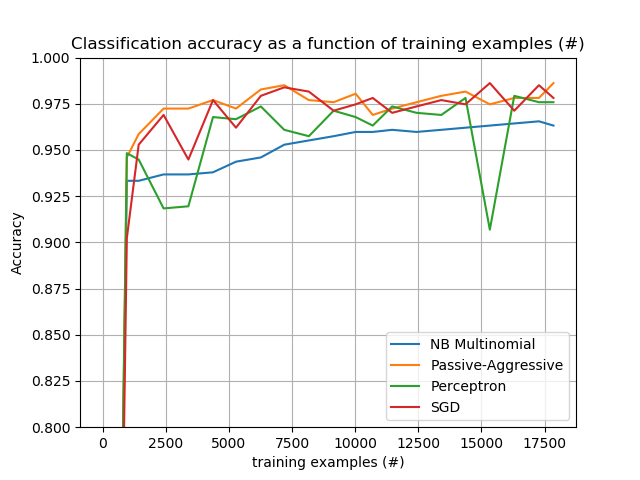 Classification accuracy as a function of training examples (#)
1.000
0.975
0.950
0.925
0.900
0.875
0.850
0.825
0.800
Accuracy
NB Multinomial
Passive-Aggressive
Perceptron
SGD
0 2500 5000 7500 10000 12500 15000 17500
training examples (#)